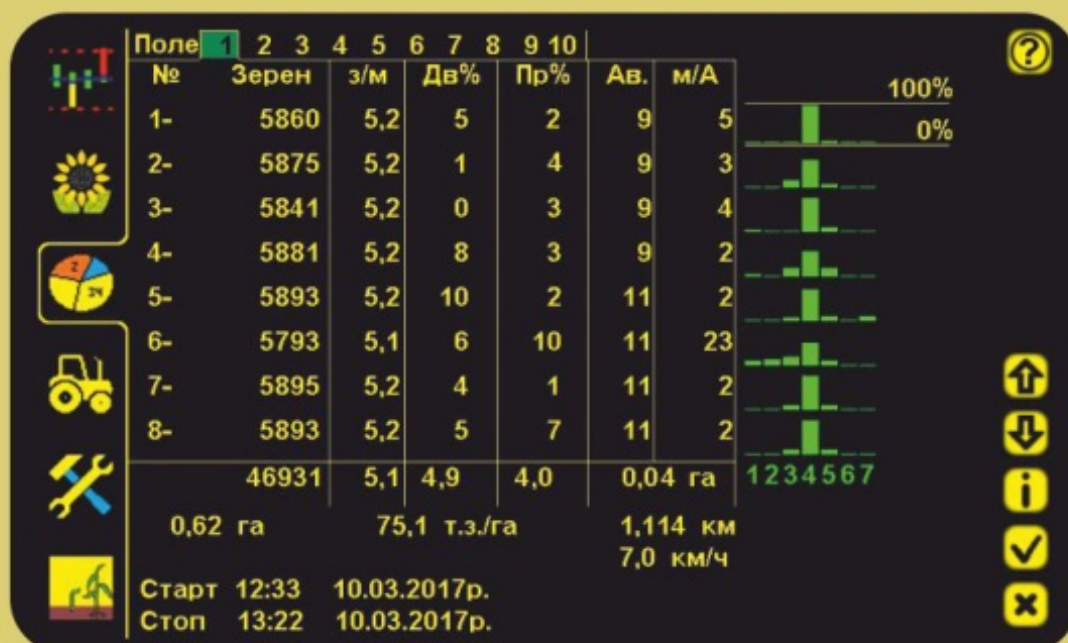 Поле 1 2 3 4 5 6 7 8 9 10
№ Зерен з/м Дв% Пр% Ав. м/А
100%
1- 5860 5,2 5 2 9 5
0%
2- 5875 5,2 1 4 9 3
3- 5841 5,2 0 3 9 4
4- 5881 5,2 8 3 9 2
5- 5893 5,2 10 2 11 2
6- 5793 5,1 6 10 11 23
7- 5895 5,2 4 1 11 2
8- 5893 5,2 5 7 11 2
46931 5,1 4,9 4,0 0,04 га 1234567
0,62 га 75,1 т.з./га 1,114 км
7,0 км/ч
Старт 12:33 10.03.2017р.
Стоп 13:22 10.03.2017р.